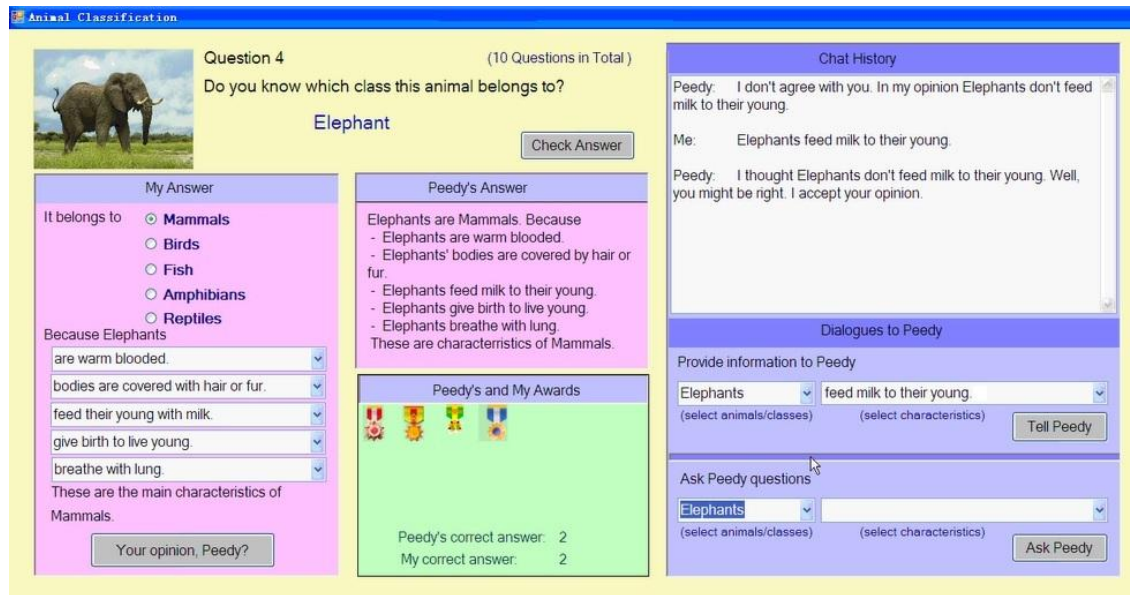 Animal Classification
Question 4
(10 Questions in Total )
Do you know which class this animal belongs to?
Elephant
Check Answer
My Answer
It belongs to
Mammals
Birds
Fish
Amphibians
Reptiles
Because Elephants
are warm blooded.
bodies are covered with hair or fur.
feed their young with milk.
give birth to live young.
breathe with lung.
These are the main characteristics of
Mammals.
Your opinion, Peedy?
Peedy's Answer
Elephants are Mammals. Because
- Elephants are warm blooded.
- Elephants' bodies are covered by hair or
fur.
- Elephants feed milk to their young.
- Elephants give birth to live young.
- Elephants breathe with lung.
These are characterristics of Mammals.
Peedy's and My Awards
Peedy's correct answer: 2
My correct answer: 2
Chat History
Peedy: I don't agree with you. In my opinion Elephants don't feed
milk to their young.
Me: Elephants feed milk to their young.
Peedy: I thought Elephants don't feed milk to their young. Well,
you might be right. I accept your opinion.
Dialogues to Peedy
Provide information to Peedy
Elephants feed milk to their young.
(select animals/classes) (select characteristics)
Tell Peedy
Ask Peedy questions
Elephants
(select animals/classes) (select characteristics)
Ask Peedy